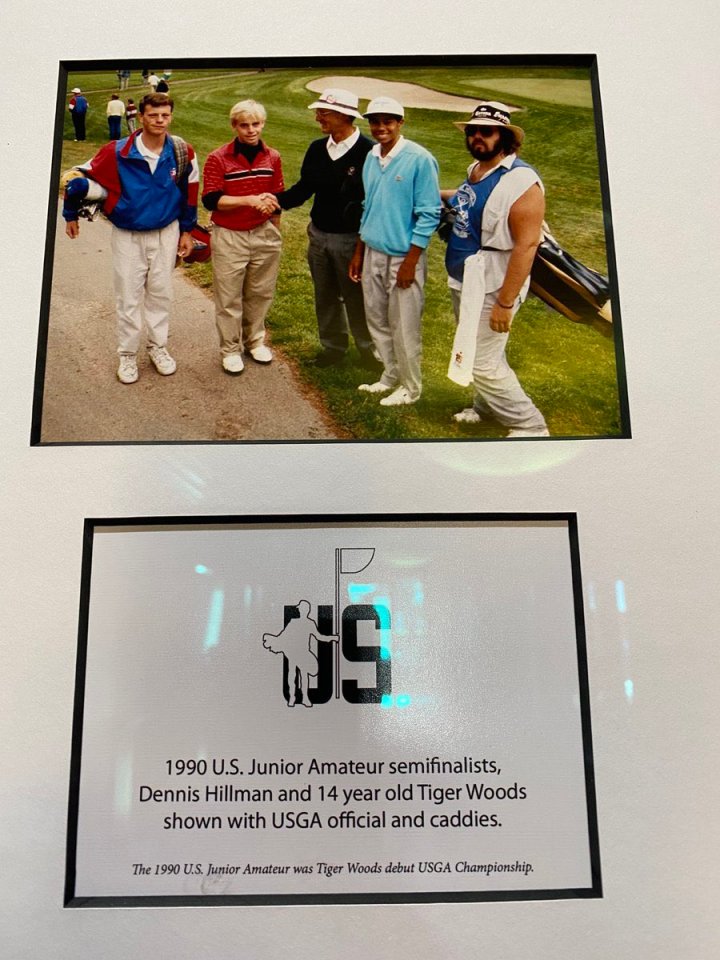 US
1990 U.S. Junior Amateur semifinalists,
Dennis Hillman and 14 year old Tiger Woods
shown with USGA official and caddies.
The 1990 U.S. Junior Amateur was Tiger Woods debut USGA Championship.